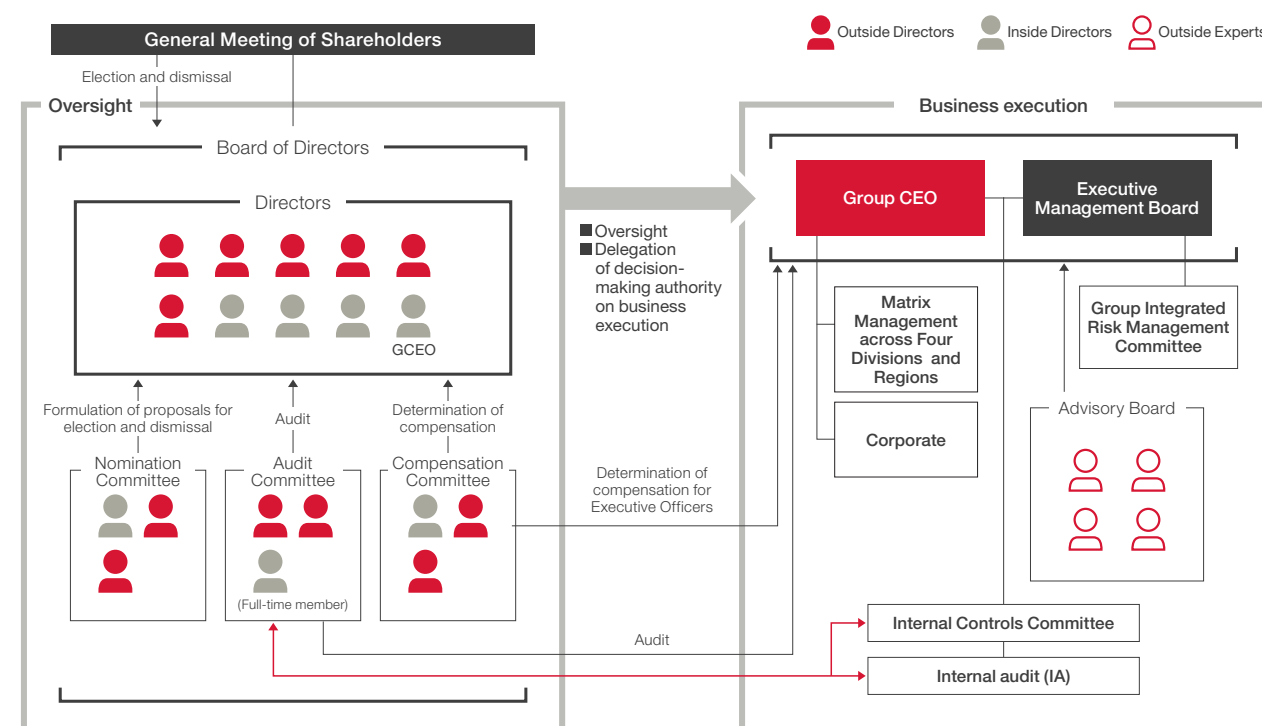 General Meeting of Shareholders
Outside Directors
Inside Directors
Outside Experts
Election and dismissal
Oversight
Business execution
Board of Directors
Directors
GCEO
Oversight
Delegation
of decision-
making authority
on business
execution
Group CEO
Executive
Management Board
Matrix
Management
across Four
Divisions and
Regions
Corporate
Group Integrated
Risk Management
Committee
Advisory Board
Formulation of proposals for
election and dismissal
Audit
Determination of
compensation
Nomination
Committee
Audit
Committee
(Full-time member)
Compensation
Committee
Determination of
compensation for
Executive Officers
Audit
Internal Controls Committee
Internal audit (IA)